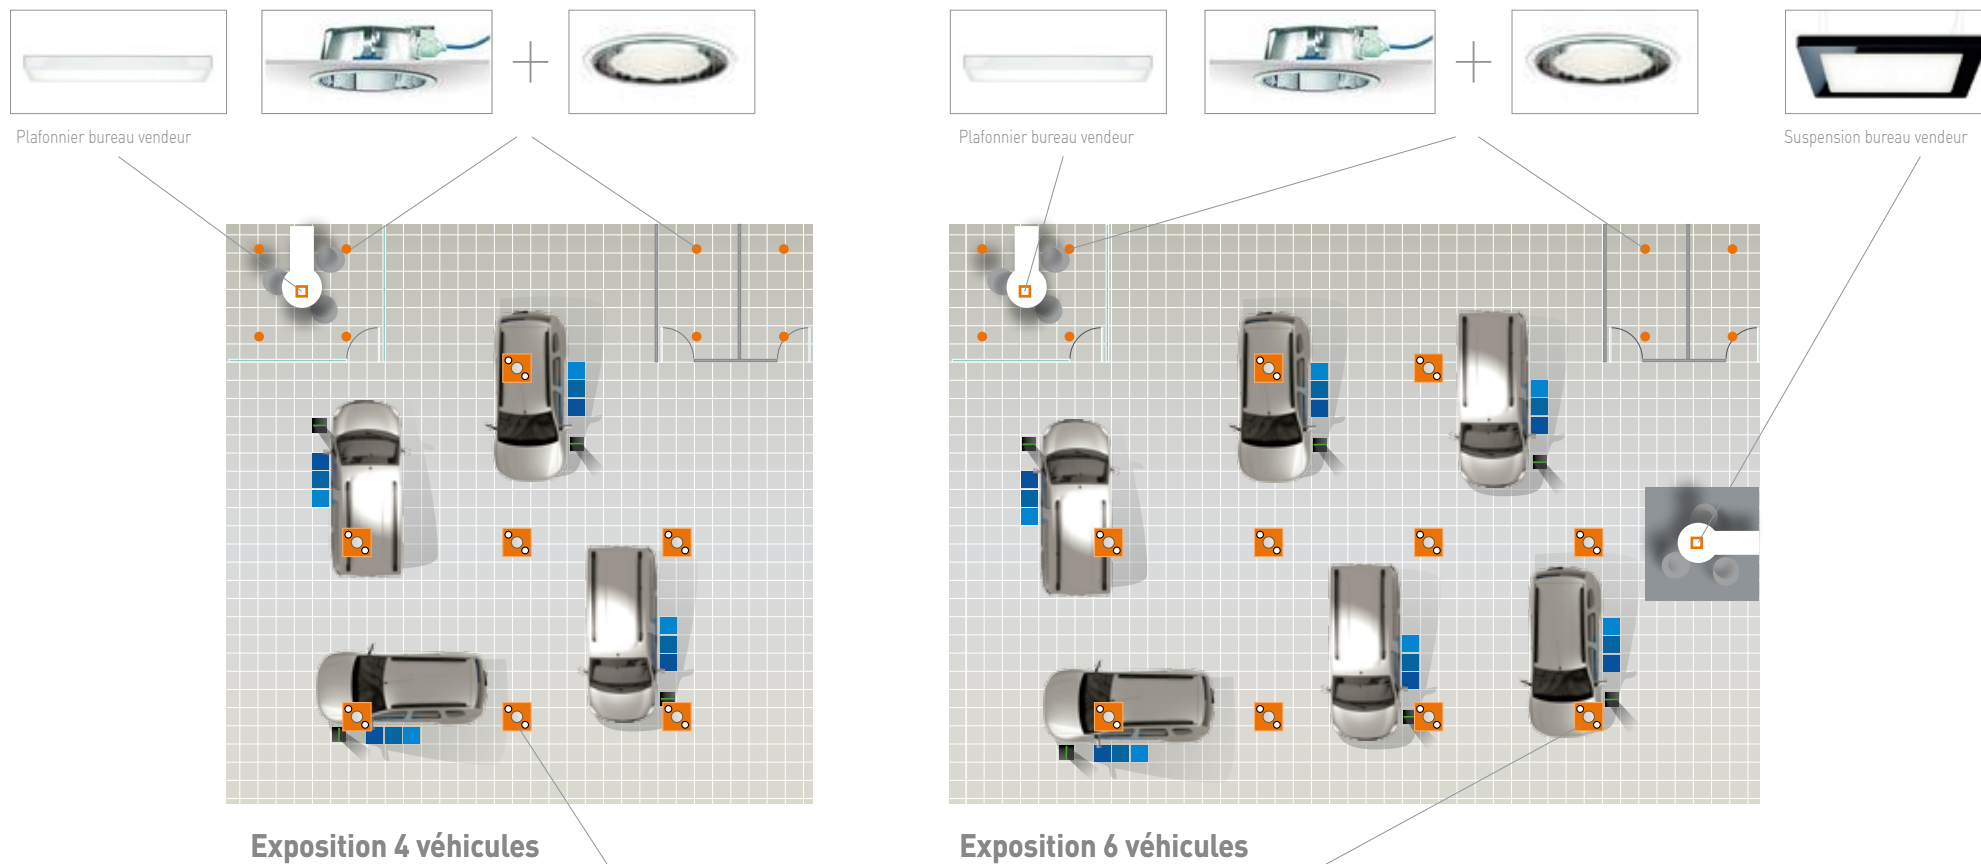 Plafonnier bureau vendeur
Plafonnier bureau vendeur
Suspension bureau vendeur
Exposition 4 véhicules
Exposition 6 véhicules